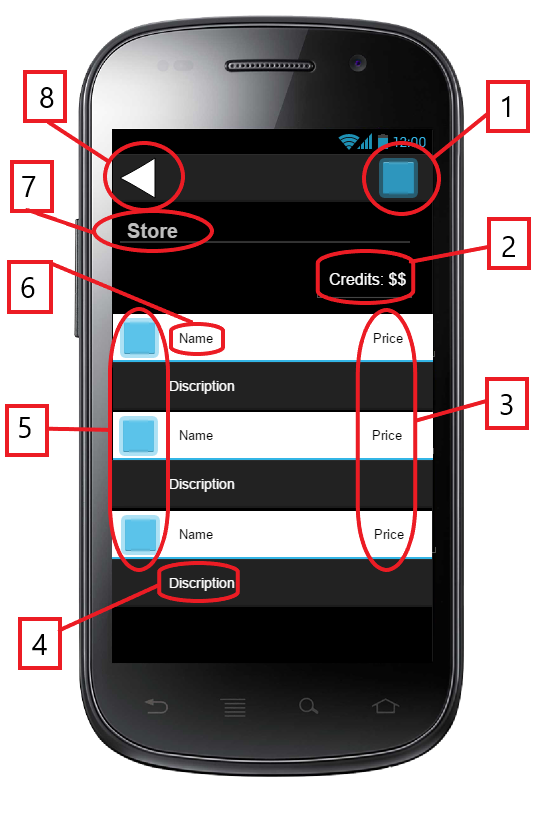 8
1
12:00
7
Store
2
Credits: $$
6
Name Price
Discription
5
Name Price
3
Discription
Name Price
Discription
4